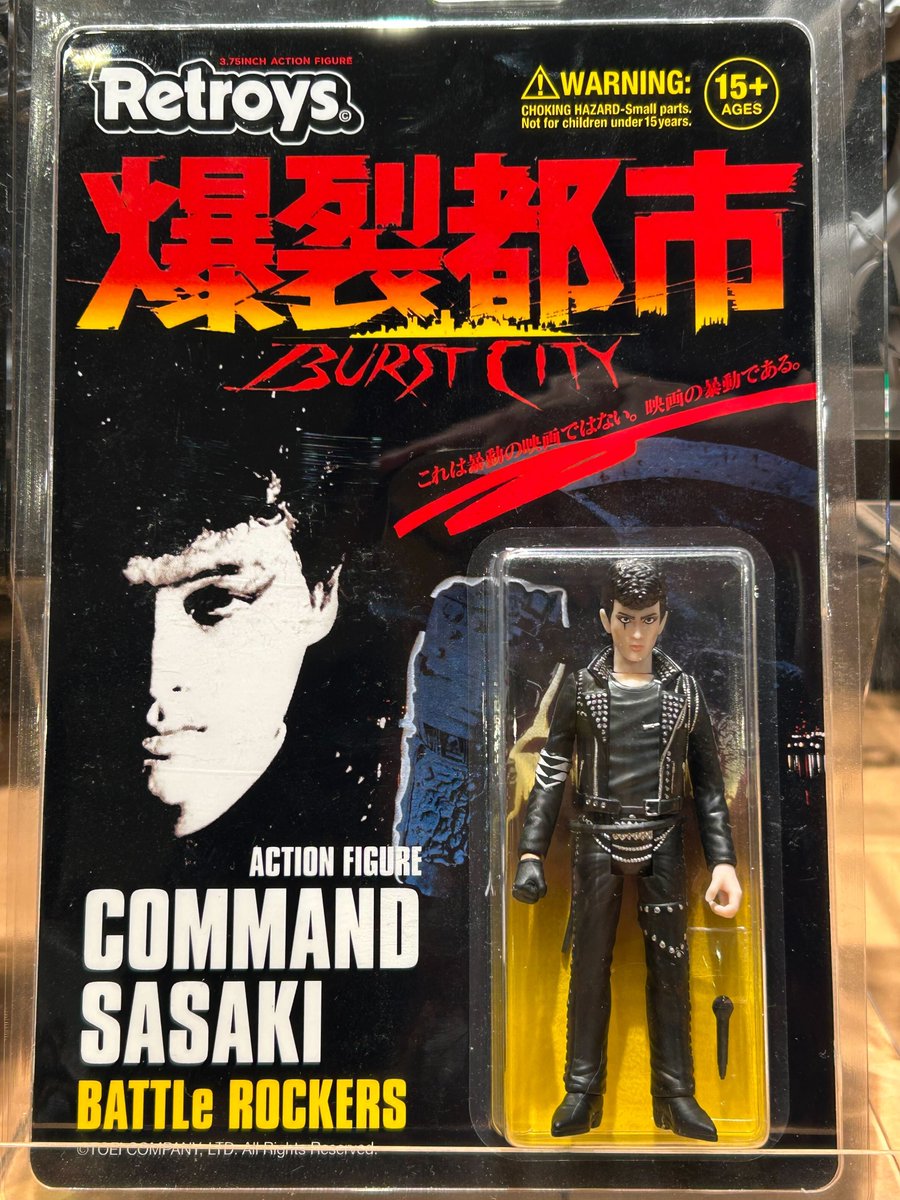 3.75INCH ACTION FIGURE
Retroys.©
⚠WARNING:
CHOKING HAZARD-Small parts.
Not for children under15years.
15+
AGES
爆裂都市
BURST CITY
これは暴動の映画ではない。映画の暴動である。
ACTION FIGURE
COMMAND
SASAKI
BATTLe ROCKERS
©TOEI COMPANY, LTD. All Rights Reserved.